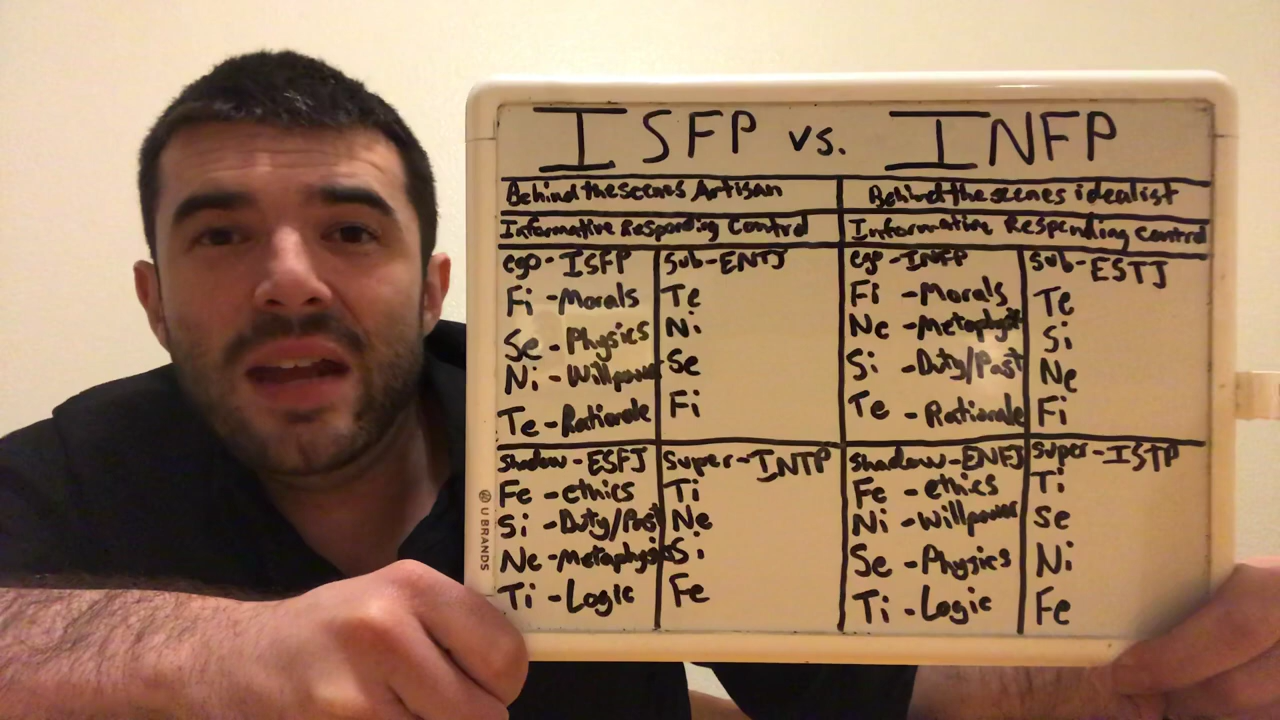 ISFP vs. INFP
Behind the scenes Artisan
Behind the scenes idealist
Informative Responding Control
Informative Responding Control
ego - ISFP
Fi - Morals
Se - Physics
Ni - Willpower
Te - Rationale
Sub - ENTJ
Te
Ni
Se
Fi
ego - INFP
Fi - Morals
Ne - Metaphysic
Si - Duty/Past
Te - Rationale
Sub - ESTJ
Te
Si
Ne
Fi
Shadow - ESFJ
Fe - ethics
Si - Duty/Past
Ne - Metaphysics
Ti - Logic
Super - INTP
Ti
Ne
Si
Fe
Shadow - ENFJ
Fe - ethics
Ni - Willpower
Se - Physics
Ti - Logic
Super - ISTP
Ti
Se
Ni
Fe
U BRANDS